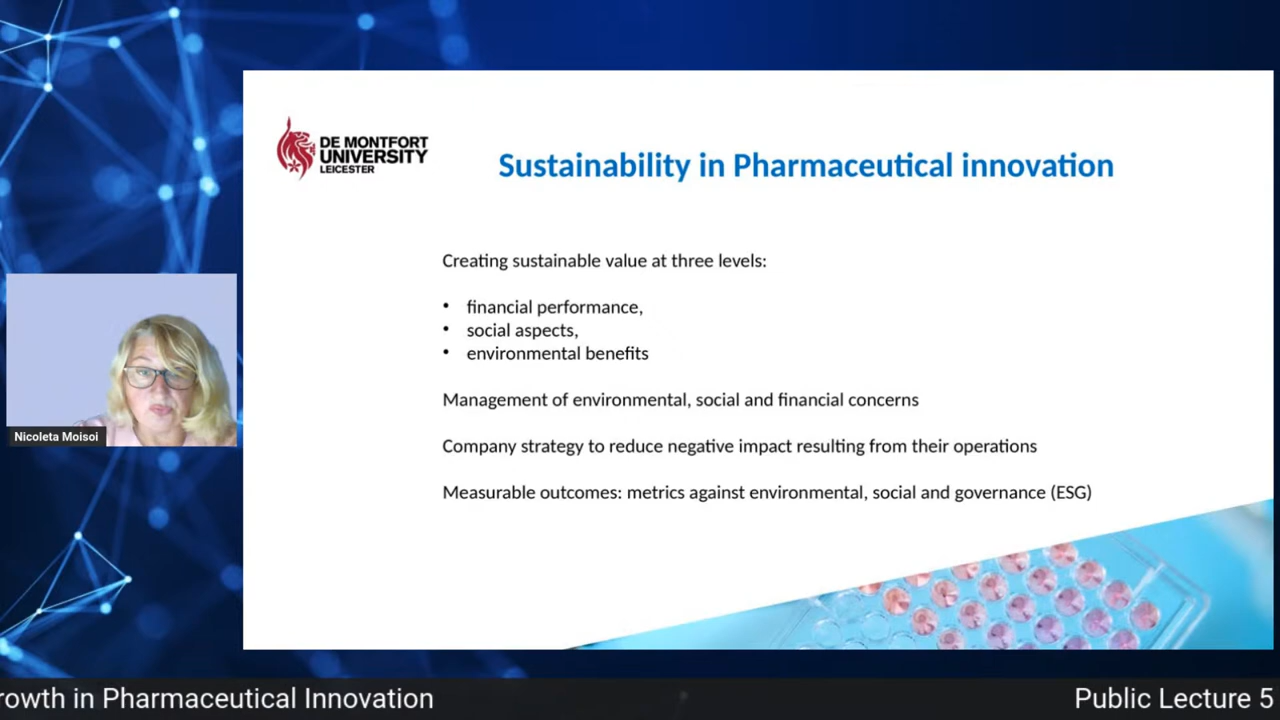 DE MONTFORT
UNIVERSITY
LEICESTER
Sustainability in Pharmaceutical innovation
Creating sustainable value at three levels:
• financial performance,
• social aspects,
• environmental benefits
Management of environmental, social and financial concerns
Company strategy to reduce negative impact resulting from their operations
Measurable outcomes: metrics against environmental, social and governance (ESG)
Nicoleta Moisoi
rowth in Pharmaceutical Innovation
Public Lecture 5